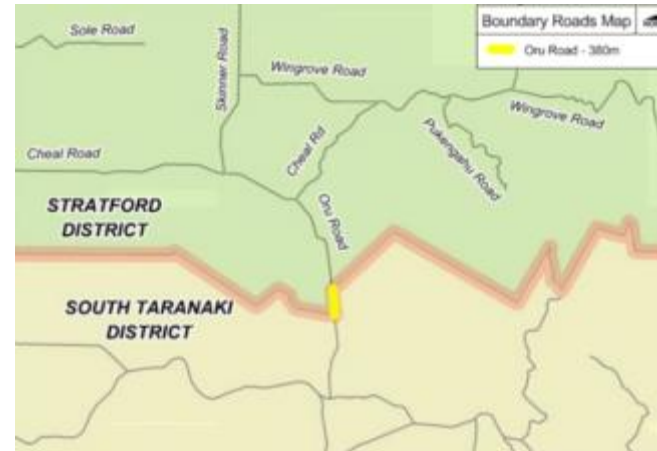 Boundary Roads Map
Oru Road - 380m
Sole Road
Skinner Road
Wingrove Road
Wingrove Road
Pukengahu Road
Cheal Road
Cheal Rd
Oru Road
STRATFORD
DISTRICT
SOUTH TARANAKI
DISTRICT